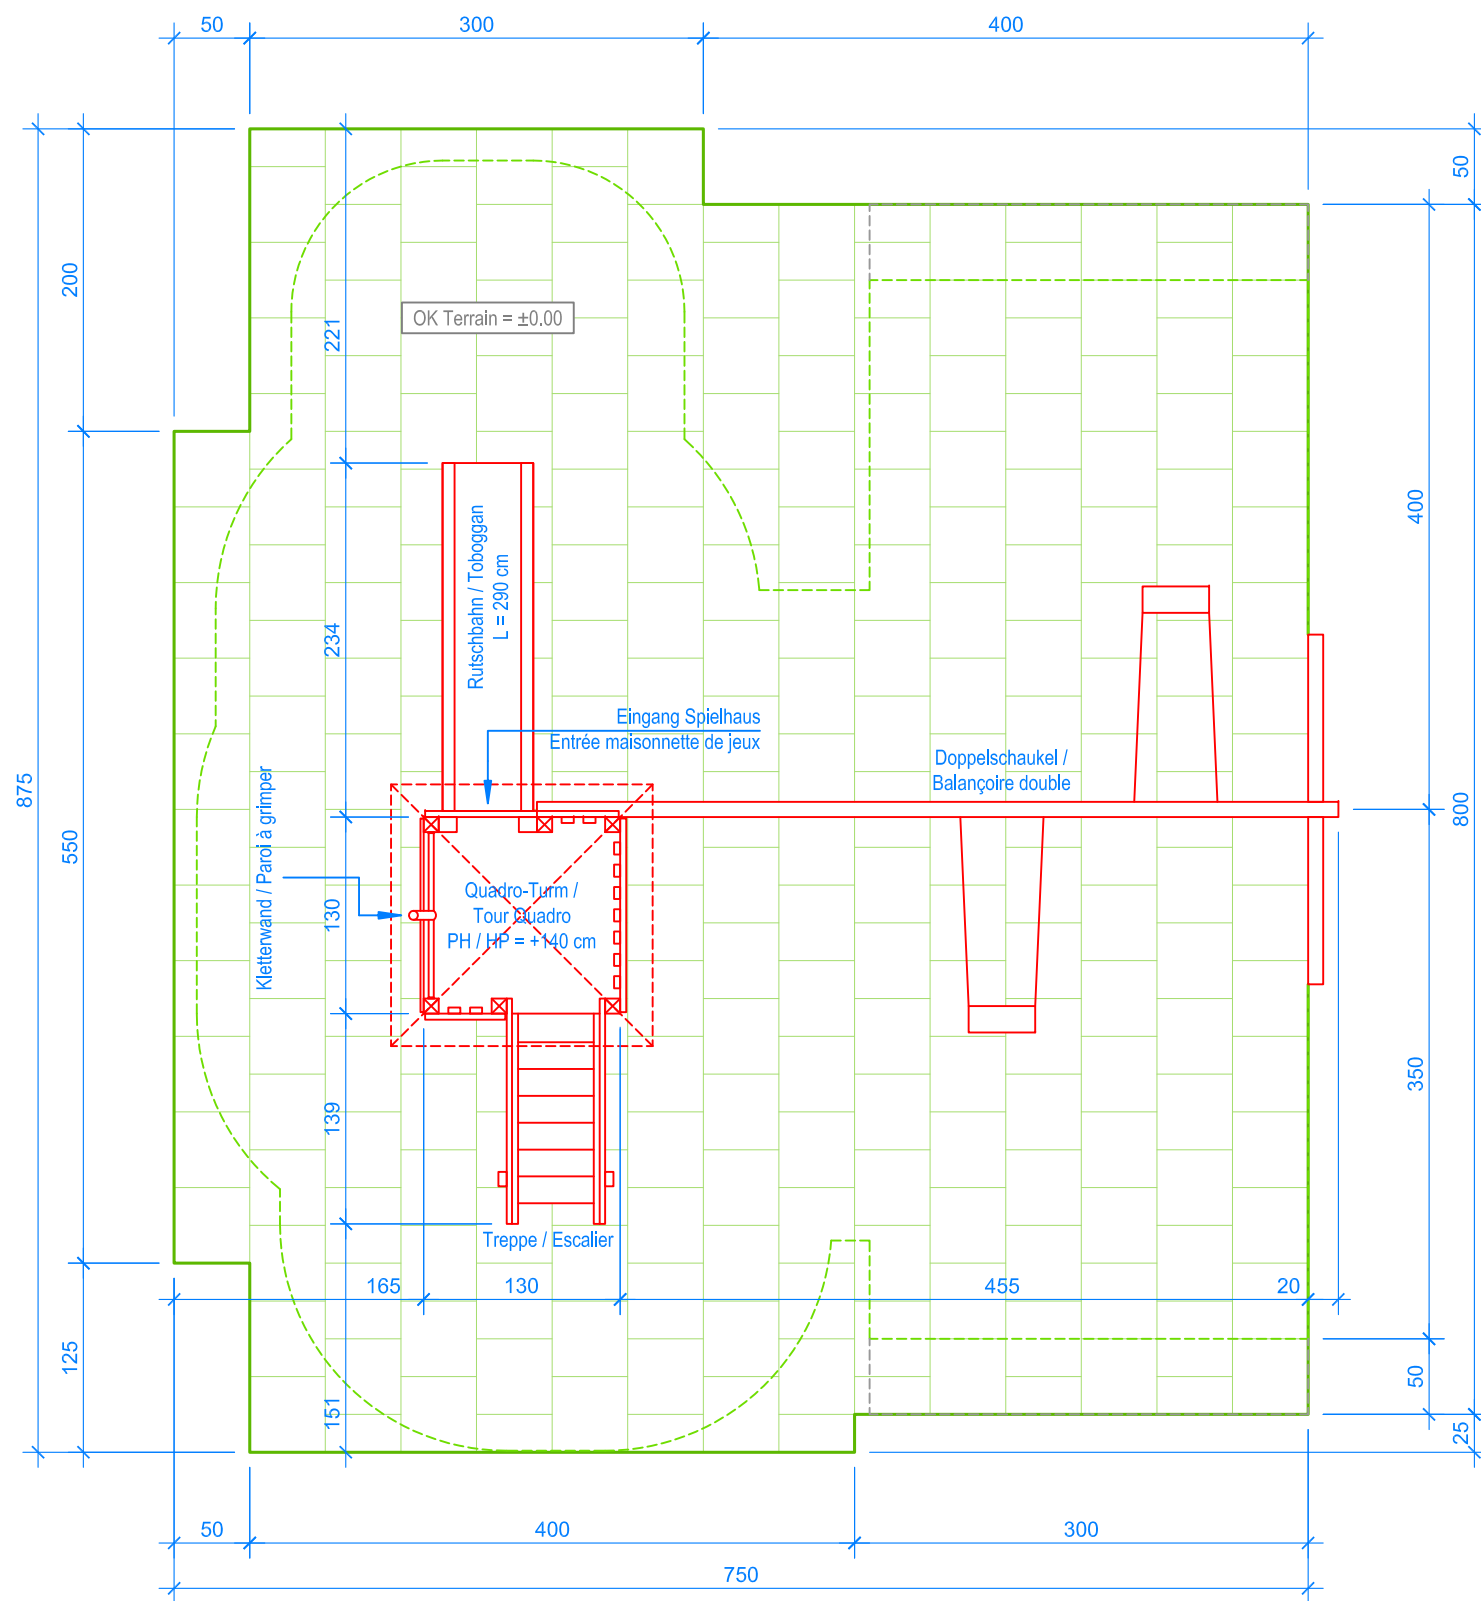 50
300
400
50
200
221
OK Terrain = ±0.00
400
Rutschbahn / Toboggan
L = 290 cm
234
Eingang Spielhaus
Entrée maisonnette de jeux
Doppelschaukel /
Balançoire double
875
550
800
Kletterwand / Paroi à grimper
130
Quadro-Turm /
Tour Quadro
PH / HP = +140 cm
350
139
Treppe / Escalier
165
130
455
20
125
151
50
25
50
400
300
750